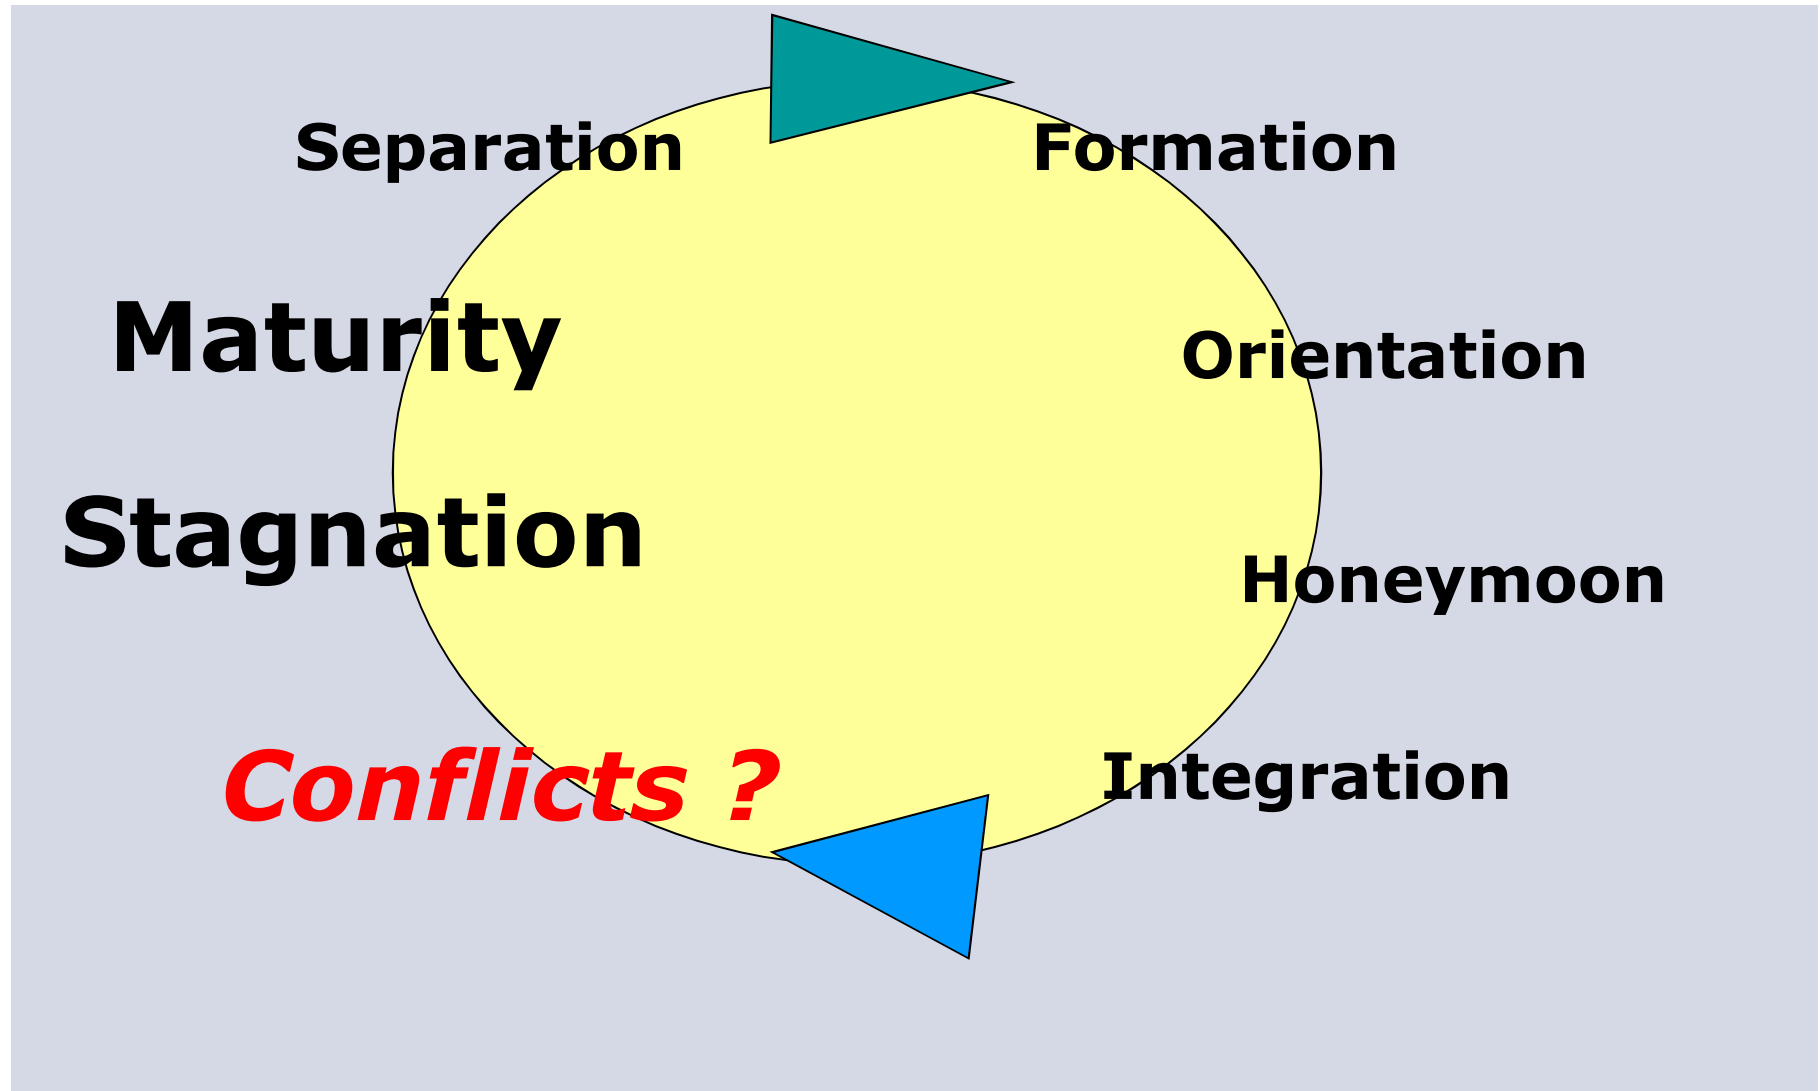 Separation
Formation
Maturity
Orientation
Stagnation
Honeymoon
Conflicts ?
Integration